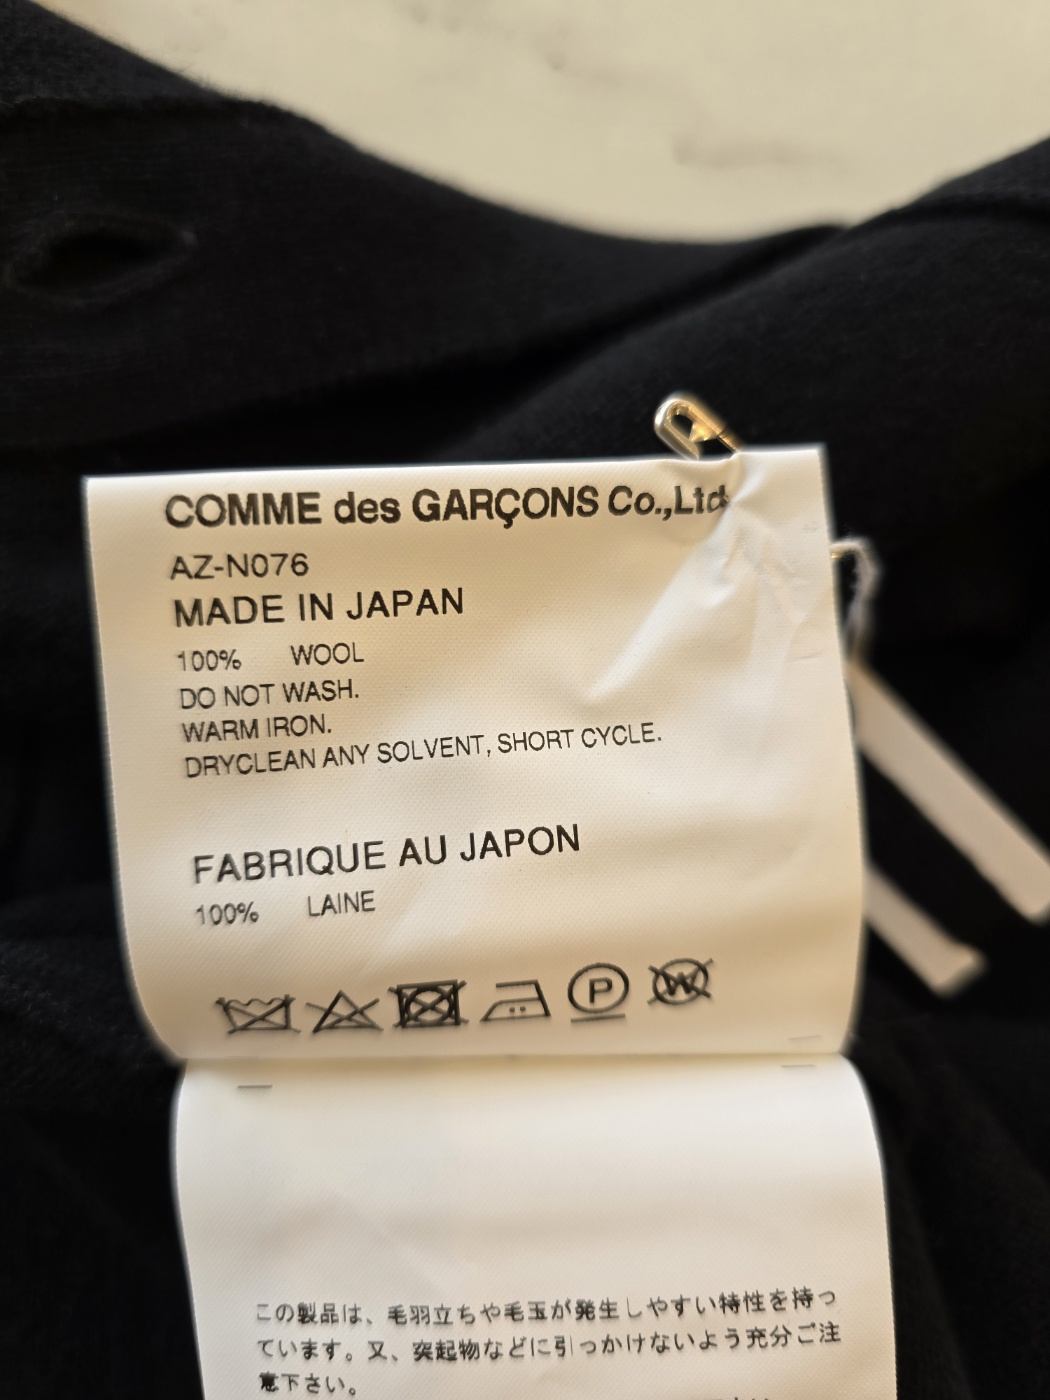 COMME des GARÇONS Co.,Ltd
AZ-N076
MADE IN JAPAN
100% WOOL
DO NOT WASH.
WARM IRON.
DRYCLEAN ANY SOLVENT, SHORT CYCLE.
FABRIQUE AU JAPON
100% LAINE
P W
この製品は、毛羽立ちや毛玉が発生しやすい特性を持っ
ています。又、突起物などに引っかけないよう充分ご注
意下さい。